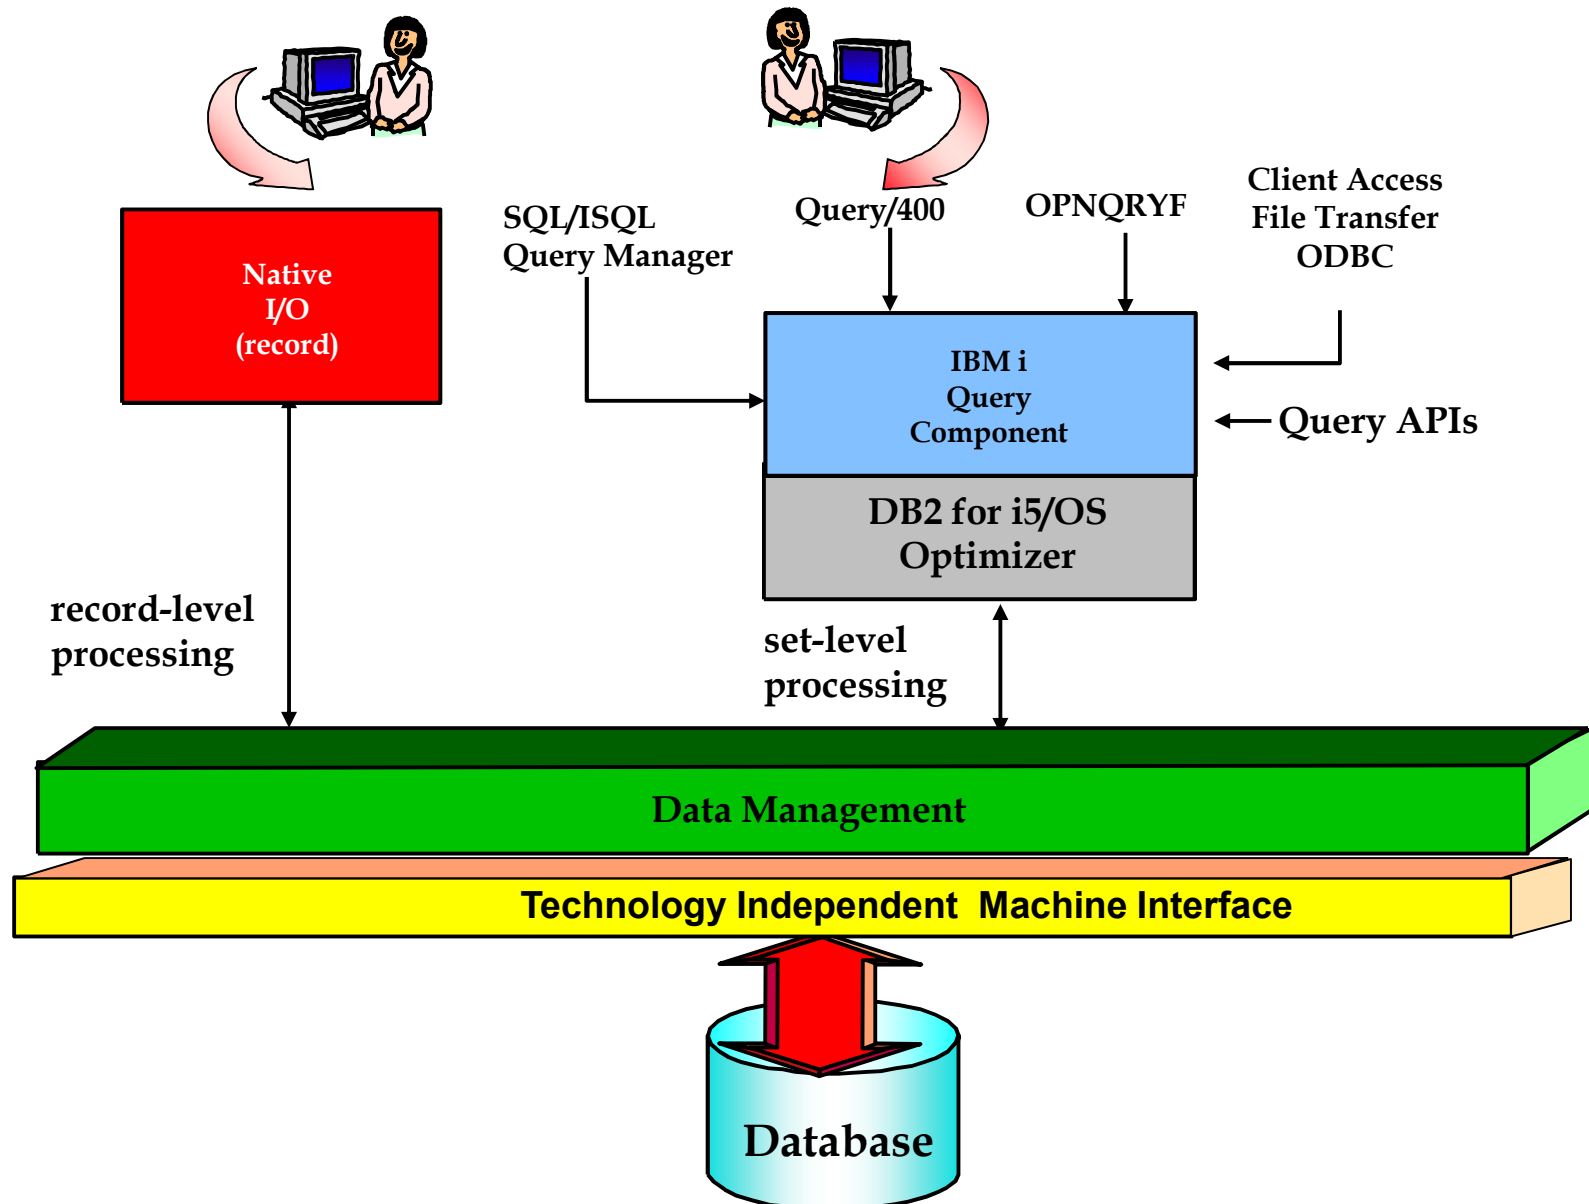 Native
I/O
(record)
SQL/ISQL
Query Manager
Query/400
OPNQRYF
Client Access
File Transfer
ODBC
IBM i
Query
Component
Query APIs
DB2 for i5/OS
Optimizer
record-level
processing
set-level
processing
Data Management
Technology Independent Machine Interface
Database